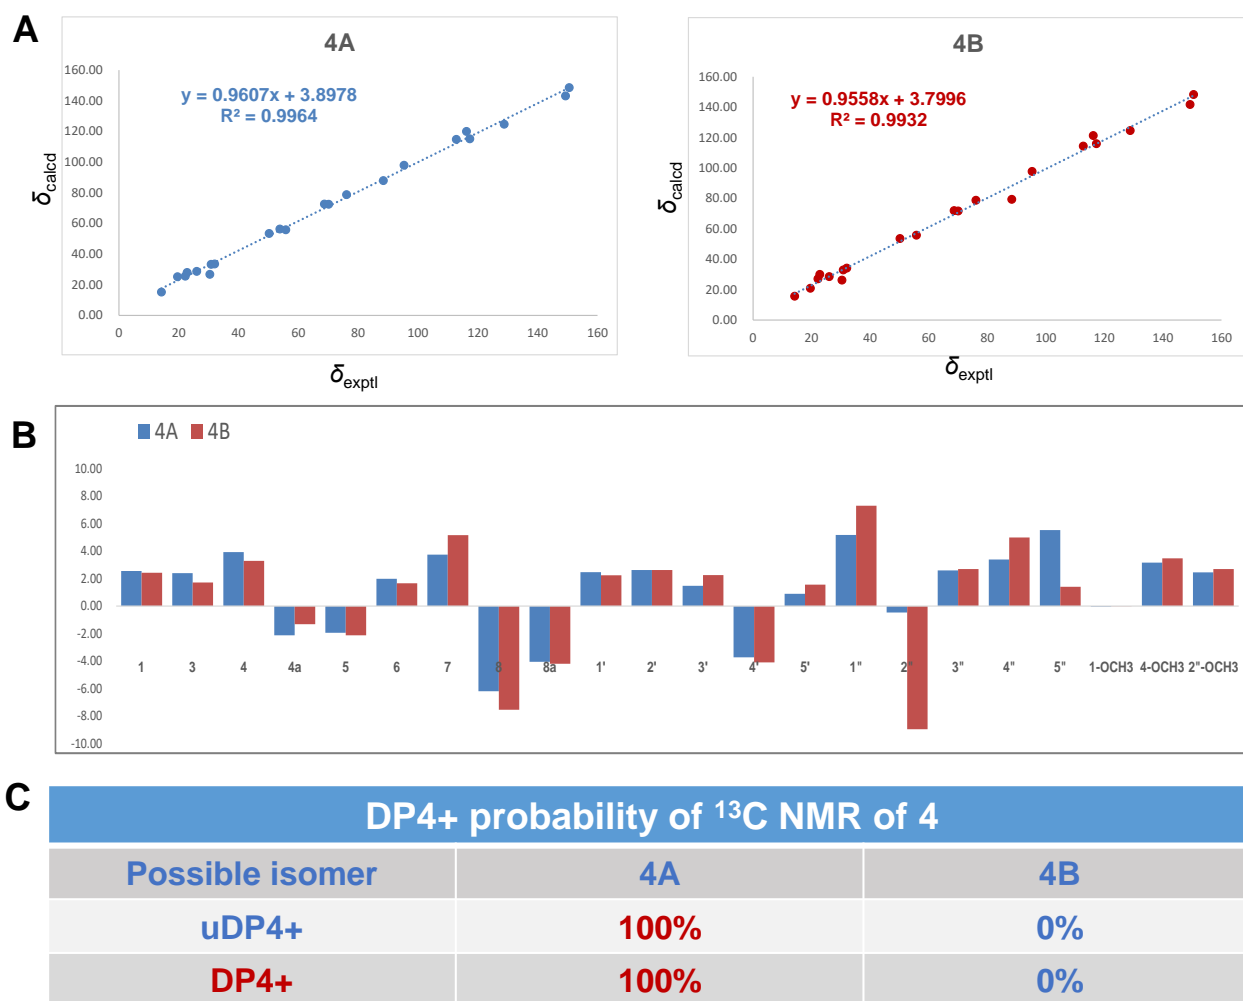 A
4A
y = 0.9607x + 3.8978
R² = 0.9964
160.00
140.00
120.00
100.00
80.00
60.00
40.00
20.00
0.00
0 20 40 60 80 100 120 140 160
δcalcd
δexptl
4B
y = 0.9558x + 3.7996
R² = 0.9932
160.00
140.00
120.00
100.00
80.00
60.00
40.00
20.00
0.00
0 20 40 60 80 100 120 140 160
δcalcd
δexptl
B
4A 4B
10.00
8.00
6.00
4.00
2.00
0.00
-2.00
-4.00
-6.00
-8.00
-10.00
1 3 4 4a 5 6 7 8 8a 1' 2' 3' 4' 5' 1" 2" 3" 4" 5" 1-OCH3 4-OCH3 2"-OCH3
C
DP4+ probability of ¹³C NMR of 4
Possible isomer 4A 4B
uDP4+ 100% 0%
DP4+ 100% 0%